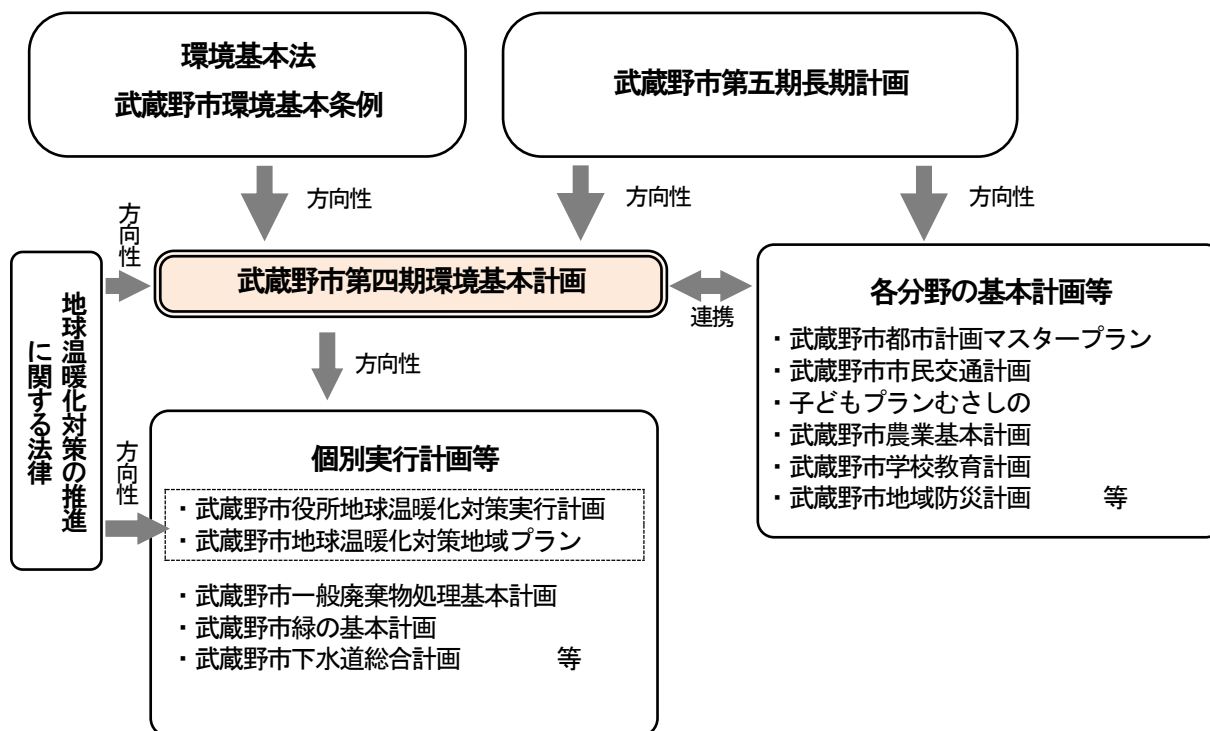 環境基本法
武蔵野市環境基本条例
武蔵野市第五期長期計画
方向性
方向性
方向性
方向性
地球温暖化対策の推進
に関する法律
武蔵野市第四期環境基本計画
連携
方向性
各分野の基本計画等
・武蔵野市都市計画マスタープラン
・武蔵野市市民交通計画
・子どもプランむさしの
・武蔵野市農業基本計画
・武蔵野市学校教育計画
・武蔵野市地域防災計画 等
方向性
個別実行計画等
・武蔵野市役所地球温暖化対策実行計画
・武蔵野市地球温暖化対策地域プラン
・武蔵野市一般廃棄物処理基本計画
・武蔵野市緑の基本計画
・武蔵野市下水道総合計画 等